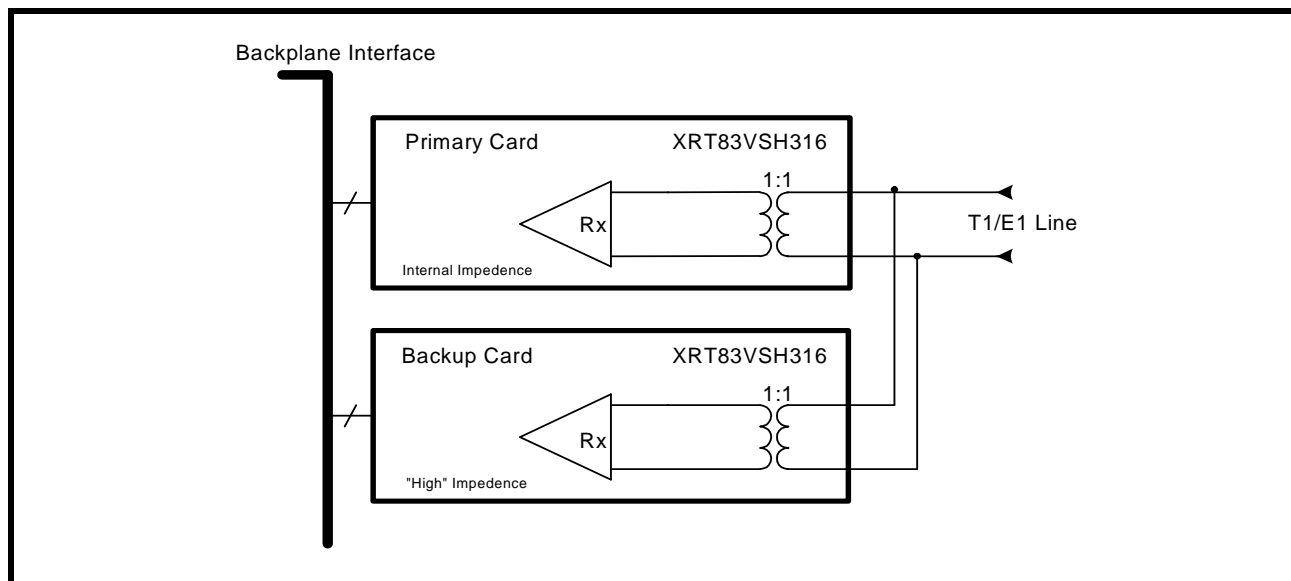 Backplane Interface
Primary Card XRT83VSH316
1:1
Rx
T1/E1 Line
Internal Impedence
Backup Card XRT83VSH316
1:1
Rx
"High" Impedence